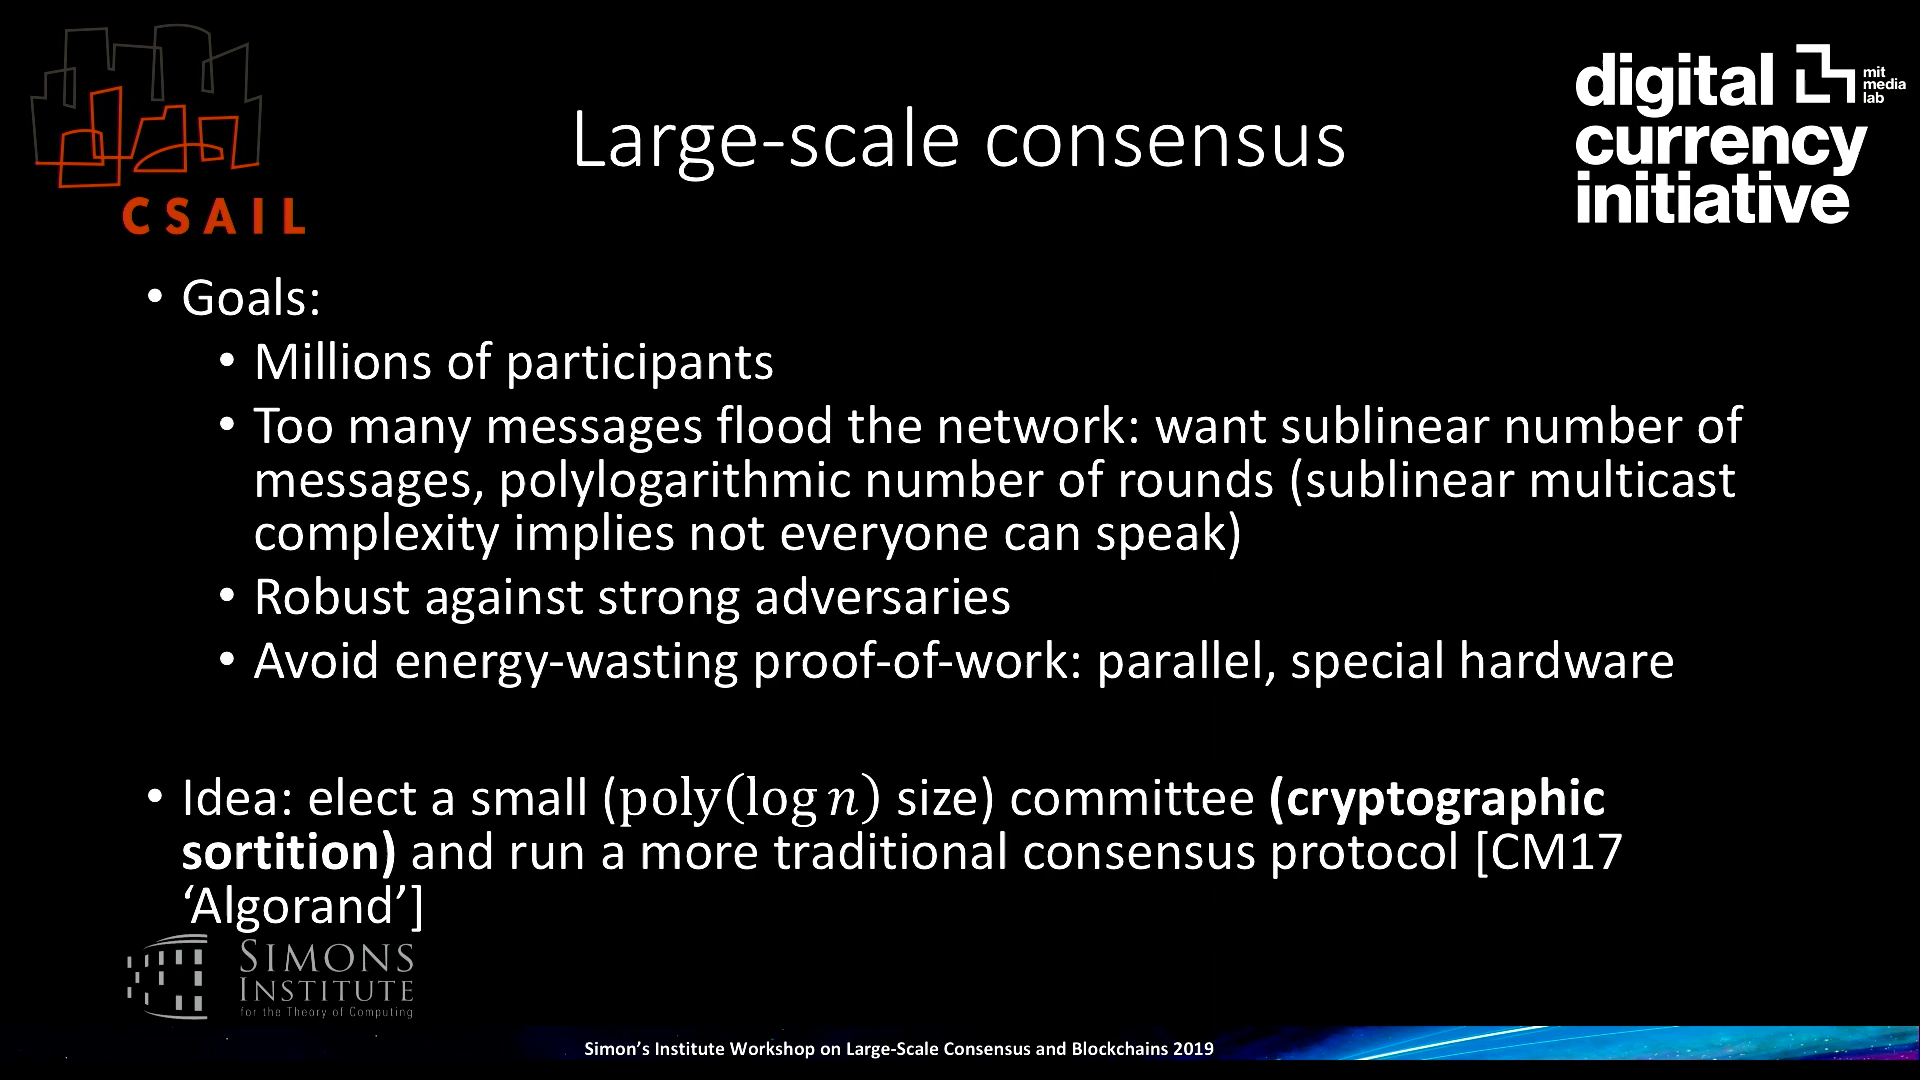 CSAIL
Large-scale consensus
digital
currency
initiative
mit
media
lab
• Goals:
• Millions of participants
• Too many messages flood the network: want sublinear number of
messages, polylogarithmic number of rounds (sublinear multicast
complexity implies not everyone can speak)
• Robust against strong adversaries
• Avoid energy-wasting proof-of-work: parallel, special hardware
• Idea: elect a small (poly(log n) size) committee (cryptographic
sortition) and run a more traditional consensus protocol [CM17
‘Algorand’]
SIMONS
INSTITUTE
for the Theory of Computing
Simon’s Institute Workshop on Large-Scale Consensus and Blockchains 2019